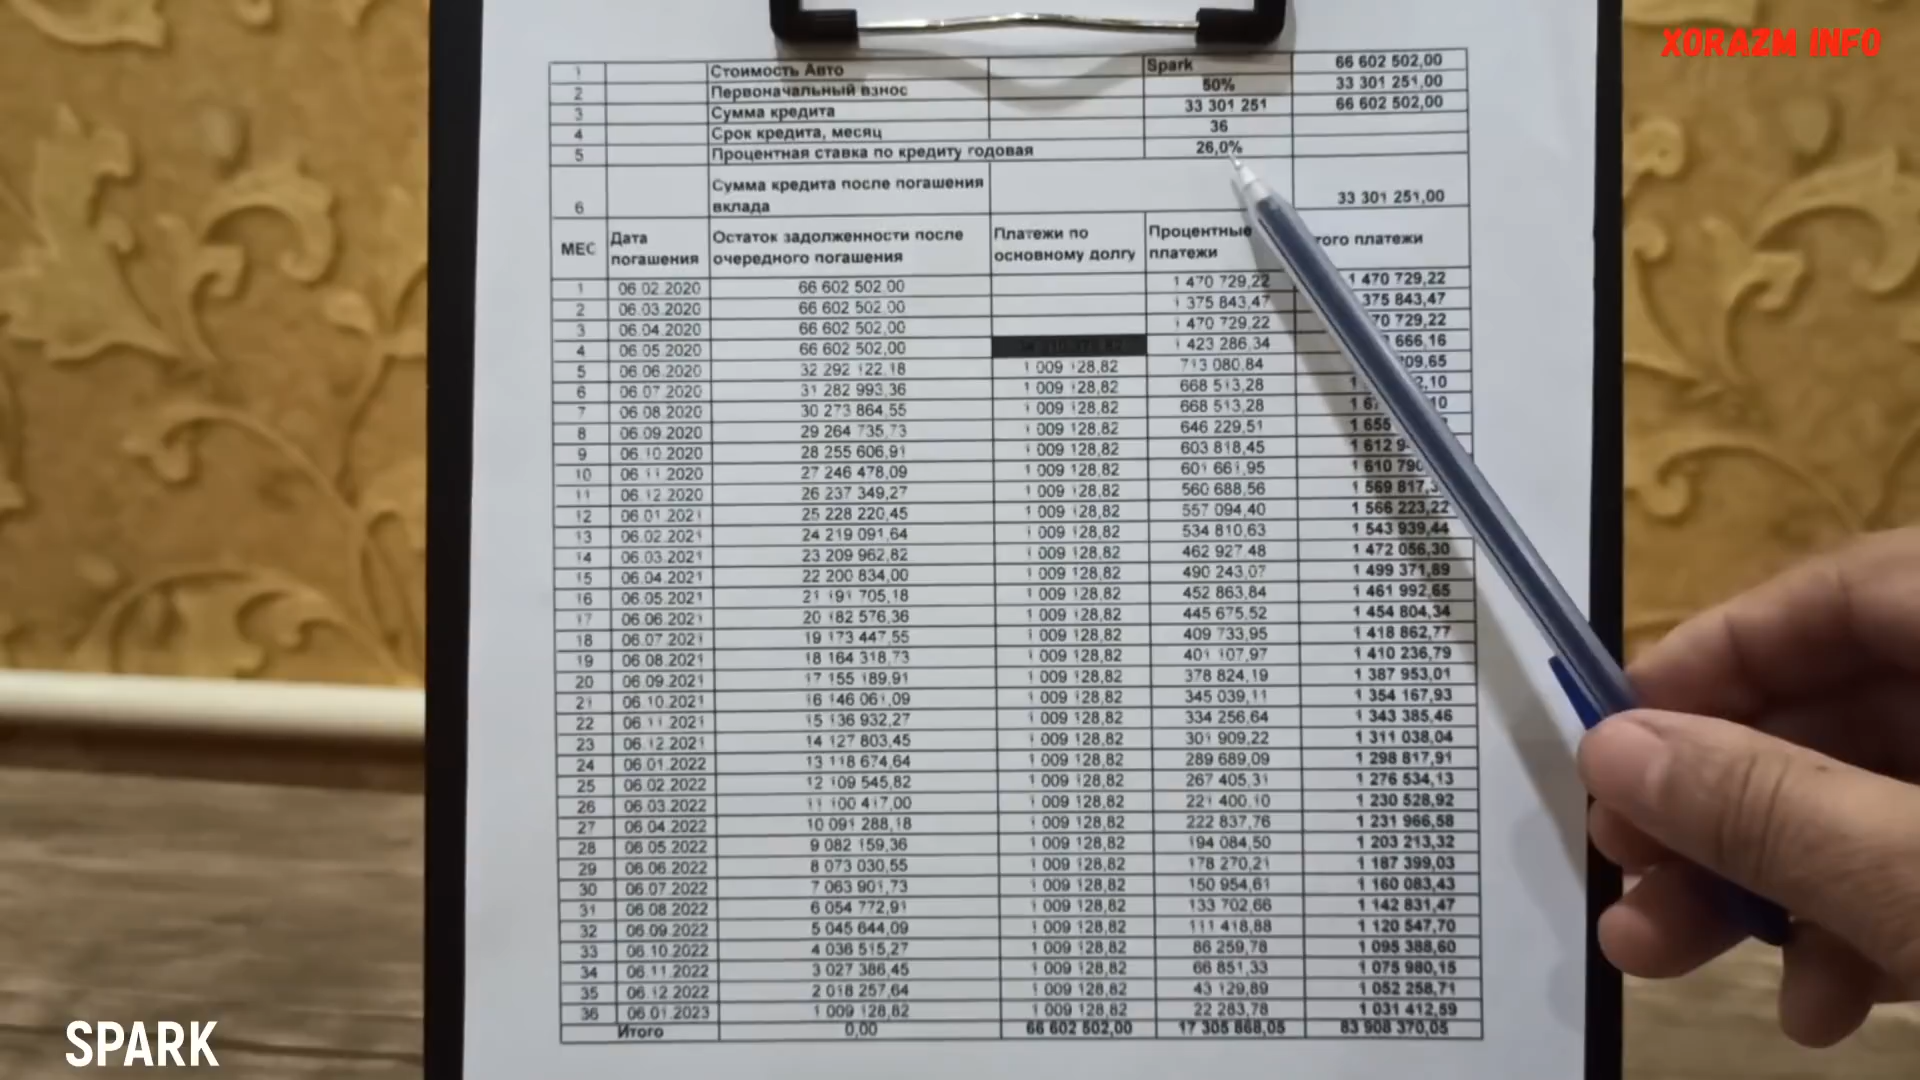 XORAZM INFO
1 Стоимость Авто Spark 66 602 502,00
2 Первоначальный взнос 50% 33 301 251,00
3 Сумма кредита 33 301 251 66 602 502,00
4 Срок кредита, месяц 36
5 Процентная ставка по кредиту годовая 26,0%
6 Сумма кредита после погашения вклада 33 301 251,00
МЕС Дата погашения Остаток задолженности после очередного погашения Платежи по основному долгу Процентные платежи платежи
1 06.02.2020 66 602 502,00 1 470 729,22 1 470 729,22
2 06.03.2020 66 602 502,00 1 375 843,47 375 843,47
3 06.04.2020 66 602 502,00 1 470 729,22 70 729,22
4 06.05.2020 66 602 502,00 1 423 286,34 666,16
5 06.06.2020 32 292 122,18 1 009 128,82 713 080,84 09,65
6 06.07.2020 31 282 993,36 1 009 128,82 668 513,28
7 06.08.2020 30 273 864,55 1 009 128,82 668 513,28
8 06.09.2020 29 264 735,73 1 009 128,82 646 229,51 1 655
9 06.10.2020 28 255 606,91 1 009 128,82 603 818,45 1 612
10 06.11.2020 27 246 478,09 1 009 128,82 601 661,95 1 610 790
11 06.12.2020 26 237 349,27 1 009 128,82 560 688,56 1 569 817,3
12 06.01.2021 25 228 220,45 1 009 128,82 557 094,40 1 566 223,22
13 06.02.2021 24 219 091,64 1 009 128,82 534 810,63 1 543 939,44
14 06.03.2021 23 209 962,82 1 009 128,82 462 927,48 1 472 056,30
15 06.04.2021 22 200 834,00 1 009 128,82 490 243,07 1 499 371,89
16 06.05.2021 21 191 705,18 1 009 128,82 452 863,84 1 461 992,65
17 06.06.2021 20 182 576,36 1 009 128,82 445 675,52 1 454 804,34
18 06.07.2021 19 173 447,55 1 009 128,82 409 733,95 1 418 862,77
19 06.08.2021 18 164 318,73 1 009 128,82 401 107,97 1 410 236,79
20 06.09.2021 17 155 189,91 1 009 128,82 378 824,19 1 387 953,01
21 06.10.2021 16 146 061,09 1 009 128,82 345 039,11 1 354 167,93
22 06.11.2021 15 136 932,27 1 009 128,82 334 256,64 1 343 385,46
23 06.12.2021 14 127 803,45 1 009 128,82 301 909,22 1 311 038,04
24 06.01.2022 13 118 674,64 1 009 128,82 289 689,09 1 298 817,91
25 06.02.2022 12 109 545,82 1 009 128,82 267 405,31 1 276 534,13
26 06.03.2022 11 100 417,00 1 009 128,82 221 400,10 1 230 528,92
27 06.04.2022 10 091 288,18 1 009 128,82 222 837,76 1 231 966,58
28 06.05.2022 9 082 159,36 1 009 128,82 194 084,50 1 203 213,32
29 06.06.2022 8 073 030,55 1 009 128,82 178 270,21 1 187 399,03
30 06.07.2022 7 063 901,73 1 009 128,82 150 954,61 1 160 083,43
31 06.08.2022 6 054 772,91 1 009 128,82 133 702,66 1 142 831,47
32 06.09.2022 5 045 644,09 1 009 128,82 111 418,88 1 120 547,70
33 06.10.2022 4 036 515,27 1 009 128,82 86 259,78 1 095 388,60
34 06.11.2022 3 027 386,45 1 009 128,82 66 851,33 1 075 980,15
35 06.12.2022 2 018 257,64 1 009 128,82 43 129,89 1 052 258,71
36 06.01.2023 1 009 128,82 1 009 128,82 22 283,78 1 031 412,59
Итого 0,00 66 602 502,00 17 305 868,05 83 908 370,05
SPARK